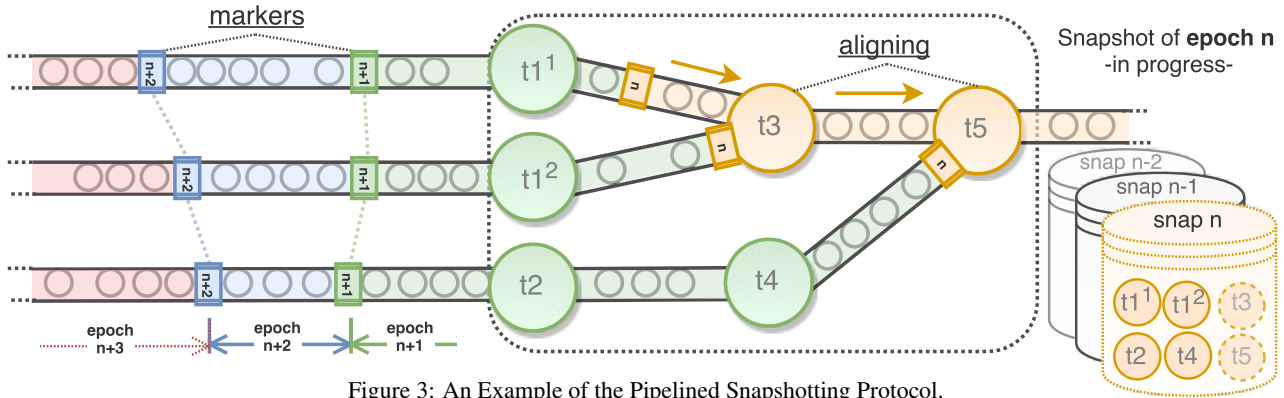 markers
n+2
n+1
n+2
n+1
n+2
n+1
epoch
n+3
epoch
n+2
epoch
n+1
t1¹
t1²
t2
n
n
t3
t4
aligning
n
t5
Snapshot of epoch n
-in progress-
snap n-2
snap n-1
snap n
t1¹ t1² t3
t2 t4 t5
Figure 3: An Example of the Pipelined Snapshotting Protocol.